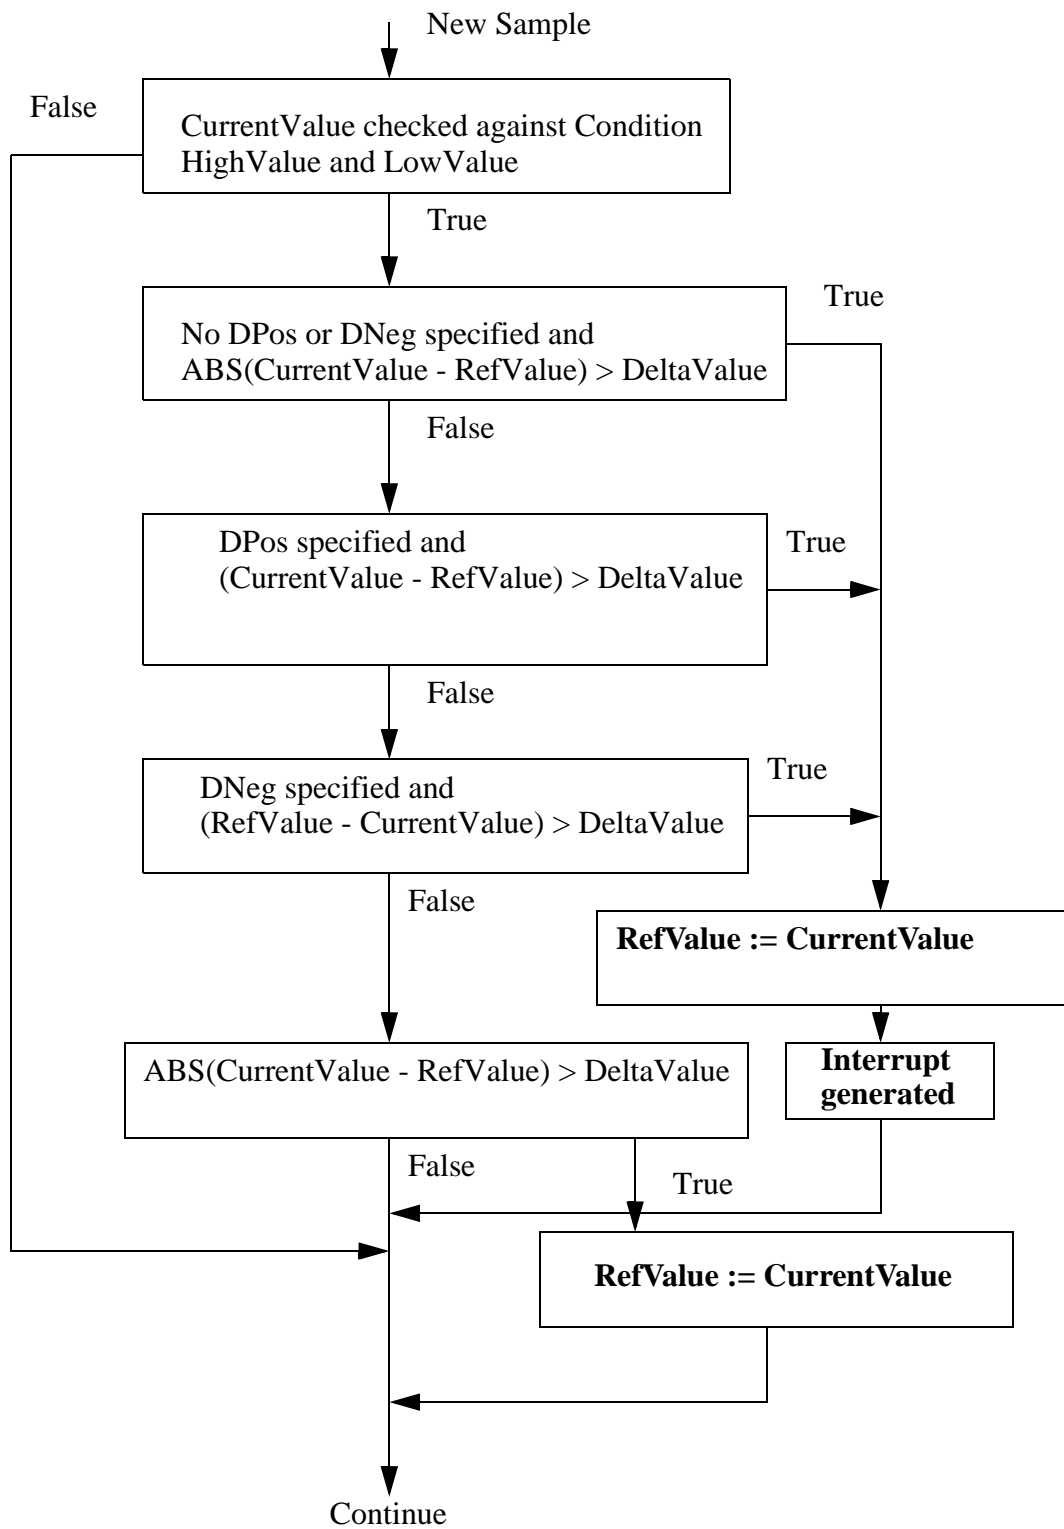 New Sample
False
CurrentValue checked against Condition
HighValue and LowValue
True
True
No DPos or DNeg specified and
ABS(CurrentValue - RefValue) > DeltaValue
False
DPos specified and
(CurrentValue - RefValue) > DeltaValue
True
False
DNeg specified and
(RefValue - CurrentValue) > DeltaValue
True
False
RefValue := CurrentValue
Interrupt
generated
ABS(CurrentValue - RefValue) > DeltaValue
False
True
RefValue := CurrentValue
Continue